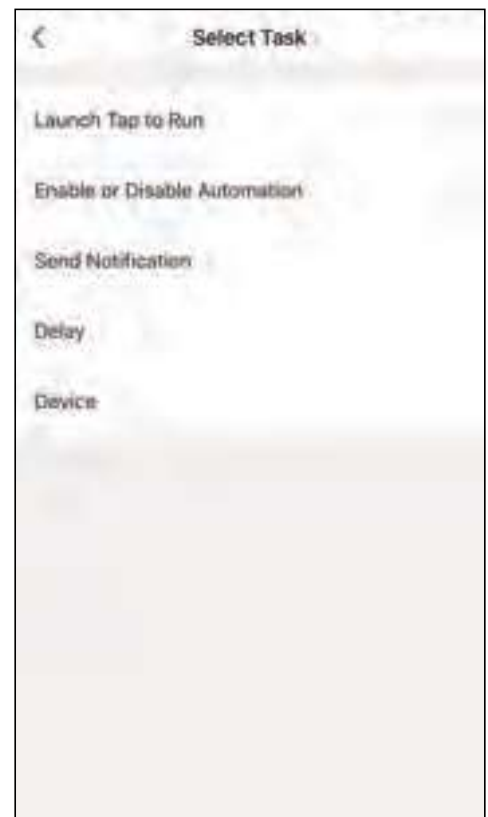 Select Task
Launch Tap to Run
Enable or Disable Automation
Send Notification
Delay
Device